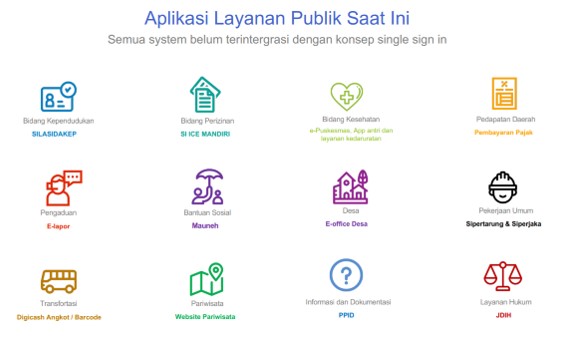 Aplikasi Layanan Publik Saat Ini
Semua system belum terintergrasi dengan konsep single sign in
Bidang Kependudukan
SILASIDAKEP
Bidang Perizinan
SI ICE MANDIRI
Bidang Kesehatan
e-Puskesmas, App antri dan
layanan kedaruratan
Pedapatan Daerah
Pembayaran Pajak
Pengaduan
E-lapor
Bantuan Sosial
Mauneh
Desa
E-office Desa
Pekerjaan Umum
Sipertarung & Siperjaka
Transfortasi
Digicash Angkot / Barcode
Pariwisata
Website Pariwisata
Informasi dan Dokumentasi
PPID
Layanan Hukum
JDIH